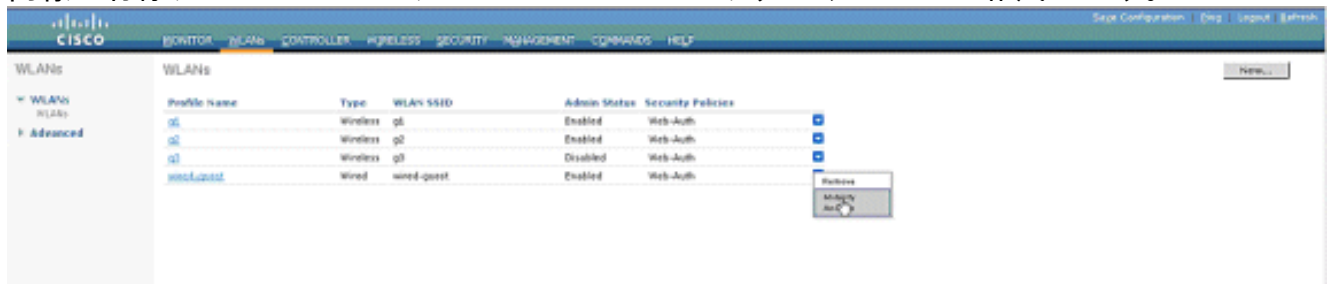 Save Configuration | Ping | Logout | Refresh
CISCO
MONITOR WLANs CONTROLLER WIRELESS SECURITY MANAGEMENT COMMANDS HELP
WLANs
WLANs
New...
WLANs
WLANs
Advanced
Profile Name Type WLAN SSID Admin Status Security Policies
g1 Wireless g1 Enabled Web-Auth
g2 Wireless g2 Enabled Web-Auth
g3 Wireless g3 Disabled Web-Auth
wired-guest Wired wired-guest Enabled Web-Auth
Remove
Mobility